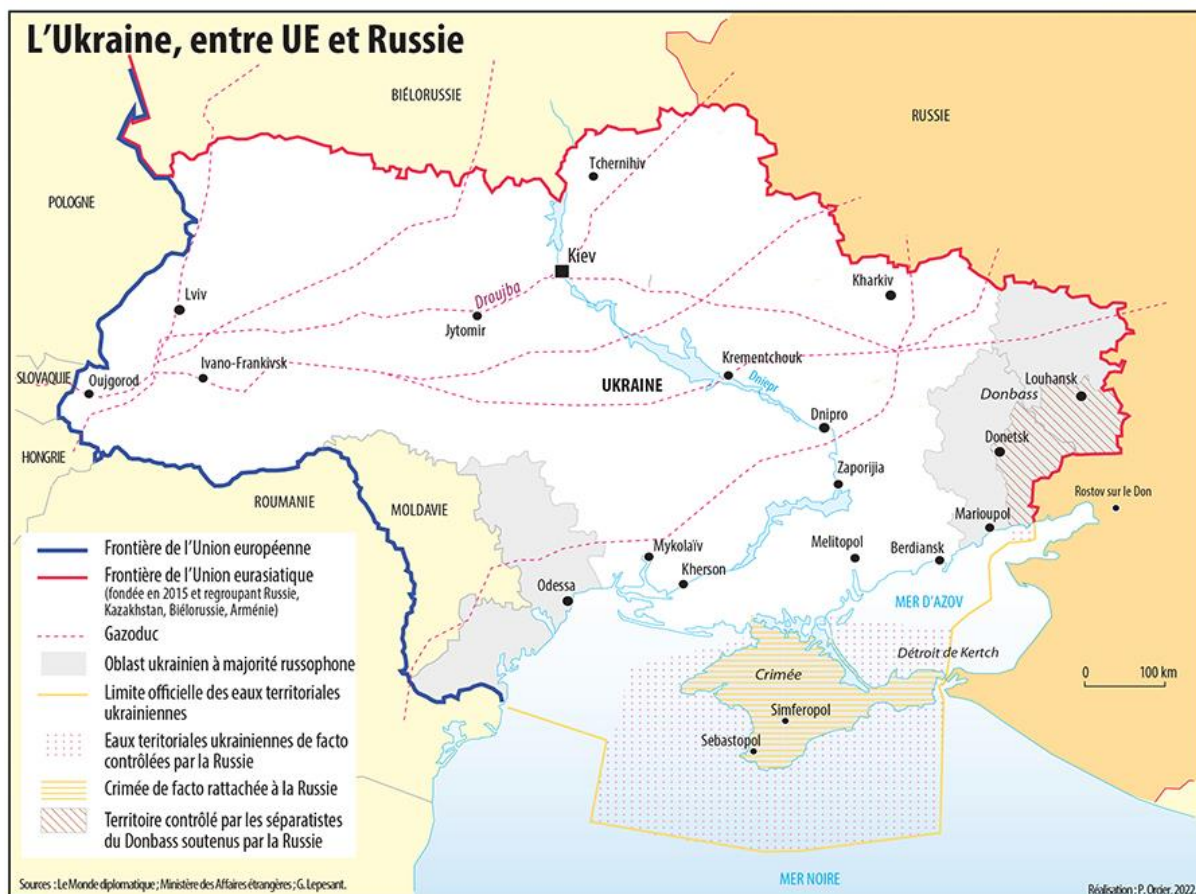 L'Ukraine, entre UE et Russie
BIÉLORUSSIE
RUSSIE
POLOGNE
Tchernihiv
Kiev
Lviv
Droujba
Jytomir
Kharkiv
Ivano-Frankivsk
SLOVAQUIE
Oujgorod
Krementchouk
UKRAINE
Dniepr
Louhansk
Donbass
Dnipro
Donetsk
HONGRIE
ROUMANIE
MOLDAVIE
Zaporijia
Rostov sur le Don
Marioupol
Mykolaïv
Melitopol
Berdiansk
Kherson
Odessa
MER D'AZOV
Détroit de Kertch
Crimée
Simferopol
Sebastopol
0 100 km
Frontière de l'Union européenne
Frontière de l'Union eurasiatique
(fondée en 2015 et regroupant Russie,
Kazakhstan, Biélorussie, Arménie)
Gazoduc
Oblast ukrainien à majorité russophone
Limite officielle des eaux territoriales
ukrainiennes
Eaux teritoriales ukrainiennes de facto
contrôlées par la Russie
Crimée de facto rattachée à la Russie
Territoire contrôlé par les séparatistes
du Donbass soutenus par la Russie
MER NOIRE
Sources : Le Monde diplomatique ; Ministère des Affaires étrangères ; G. Lepesant.
Réalisation : P. Orcier, 2022